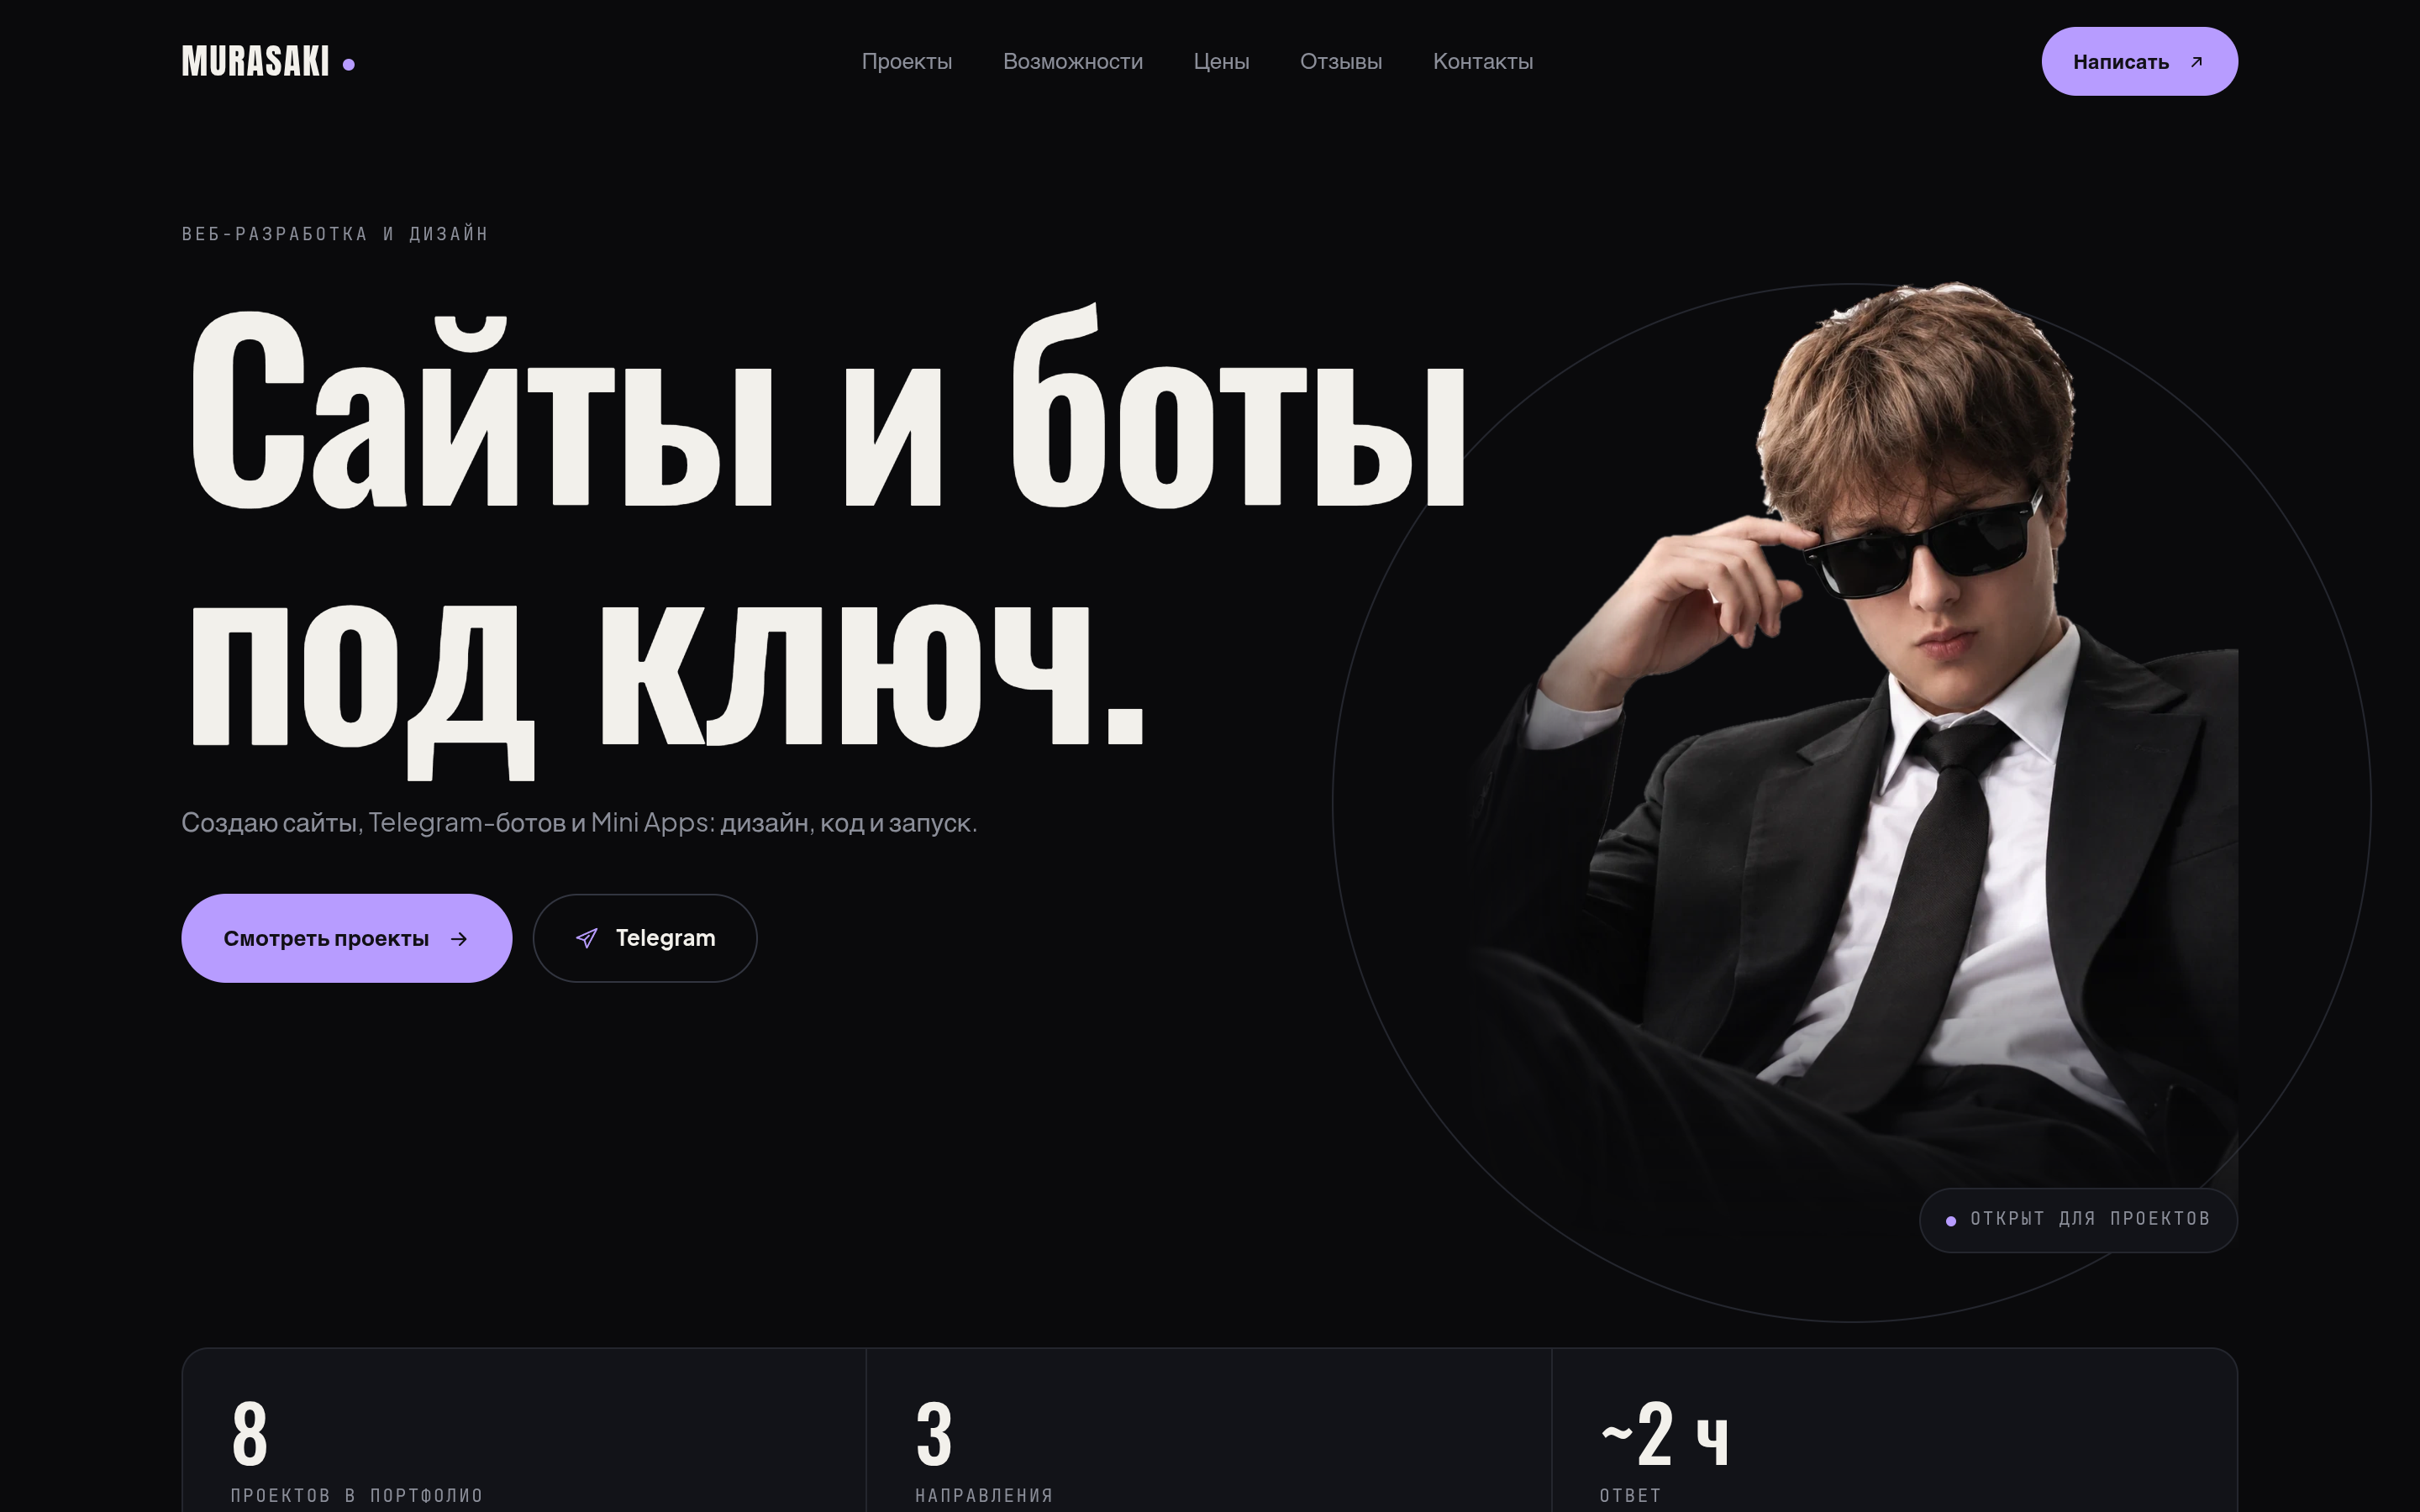 MURASAKI
Проекты Возможности Цены Отзывы Контакты
Написать
ВЕБ-РАЗРАБОТКА И ДИЗАЙН
Сайты и боты
под ключ.
Создаю сайты, Telegram-ботов и Mini Apps: дизайн, код и запуск.
Смотреть проекты
Telegram
ОТКРЫТ ДЛЯ ПРОЕКТОВ
8
ПРОЕКТОВ В ПОРТФОЛИО
3
НАПРАВЛЕНИЯ
~2 ч
ОТВЕТ